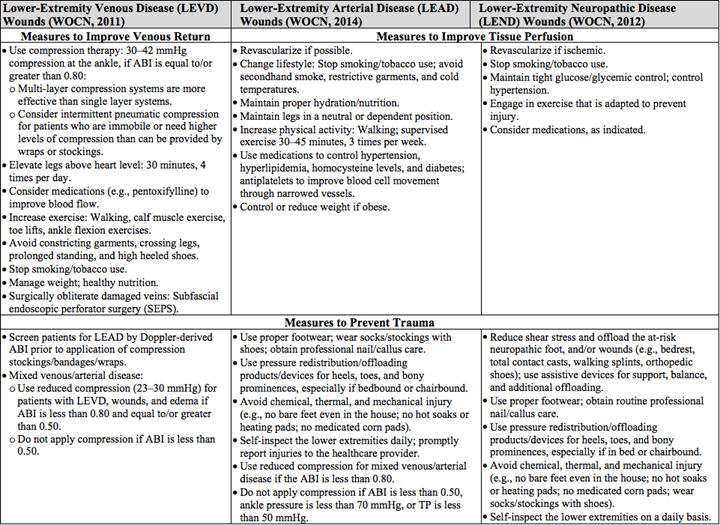 Lower-Extremity Venous Disease (LEVD)
Wounds (WOCN, 2011)
Lower-Extremity Arterial Disease (LEAD)
Wounds (WOCN, 2014)
Lower-Extremity Neuropathic Disease
(LEND) Wounds (WOCN, 2012)
Measures to Improve Venous Return
Measures to Improve Tissue Perfusion
• Use compression therapy: 30–42 mmHg
compression at the ankle, if ABI is equal to/or
greater than 0.80:
o Multi-layer compression systems are more
effective than single layer systems.
o Consider intermittent pneumatic compression
for patients who are immobile or need higher
levels of compression than can be provided by
wraps or stockings.
• Elevate legs above heart level: 30 minutes, 4
times per day.
• Consider medications (e.g., pentoxifylline) to
improve blood flow.
• Increase exercise: Walking, calf muscle exercise,
toe lifts, ankle flexion exercises.
• Avoid constricting garments, crossing legs,
prolonged standing, and high heeled shoes.
• Stop smoking/tobacco use.
• Manage weight; healthy nutrition.
• Surgically obliterate damaged veins: Subfascial
endoscopic perforator surgery (SEPS).
• Revascularize if possible.
• Change lifestyle: Stop smoking/tobacco use; avoid
secondhand smoke, restrictive garments, and cold
temperatures.
• Maintain proper hydration/nutrition.
• Maintain legs in a neutral or dependent position.
• Increase physical activity: Walking; supervised
exercise 30–45 minutes, 3 times per week.
• Use medications to control hypertension,
hyperlipidemia, homocysteine levels, and diabetes;
antiplatelets to improve blood cell movement
through narrowed vessels.
• Control or reduce weight if obese.
• Revascularize if ischemic.
• Stop smoking/tobacco use.
• Maintain tight glucose/glycemic control; control
hypertension.
• Engage in exercise that is adapted to prevent
injury.
• Consider medications, as indicated.
Measures to Prevent Trauma
• Screen patients for LEAD by Doppler-derived
ABI prior to application of compression
stockings/bandages/wraps.
• Mixed venous/arterial disease:
o Use reduced compression (23–30 mmHg) for
patients with LEVD, wounds, and edema if
ABI is less than 0.80 and equal to/or greater
than 0.50.
o Do not apply compression if ABI is less than
0.50.
• Use proper footwear; wear socks/stockings with
shoes; obtain professional nail/callus care.
• Use pressure redistribution/offloading
products/devices for heels, toes, and bony
prominences, especially if bedbound or chairbound.
• Avoid chemical, thermal, and mechanical injury
(e.g., no bare feet even in the house; no hot soaks or
heating pads; no medicated corn pads).
• Self-inspect the lower extremities daily; promptly
report injuries to the healthcare provider.
• Use reduced compression for mixed venous/arterial
disease if the ABI is less than 0.80.
• Do not apply compression if ABI is less than 0.50,
ankle pressure is less than 70 mmHg, or TP is less
than 50 mmHg.
• Reduce shear stress and offload the at-risk
neuropathic foot, and/or wounds (e.g., bedrest,
total contact casts, walking splints, orthopedic
shoes); use assistive devices for support, balance,
and additional offloading.
• Use proper footwear; obtain routine professional
nail/callus care.
• Use pressure redistribution/offloading
products/devices for heels, toes, and bony
prominences, especially if in bed or chairbound.
• Avoid chemical, thermal, and mechanical injury
(e.g., no bare feet even in the house; no hot soaks
or heating pads; no medicated corn pads; wear
socks/stockings with shoes).
• Self-inspect the lower extremities on a daily basis.